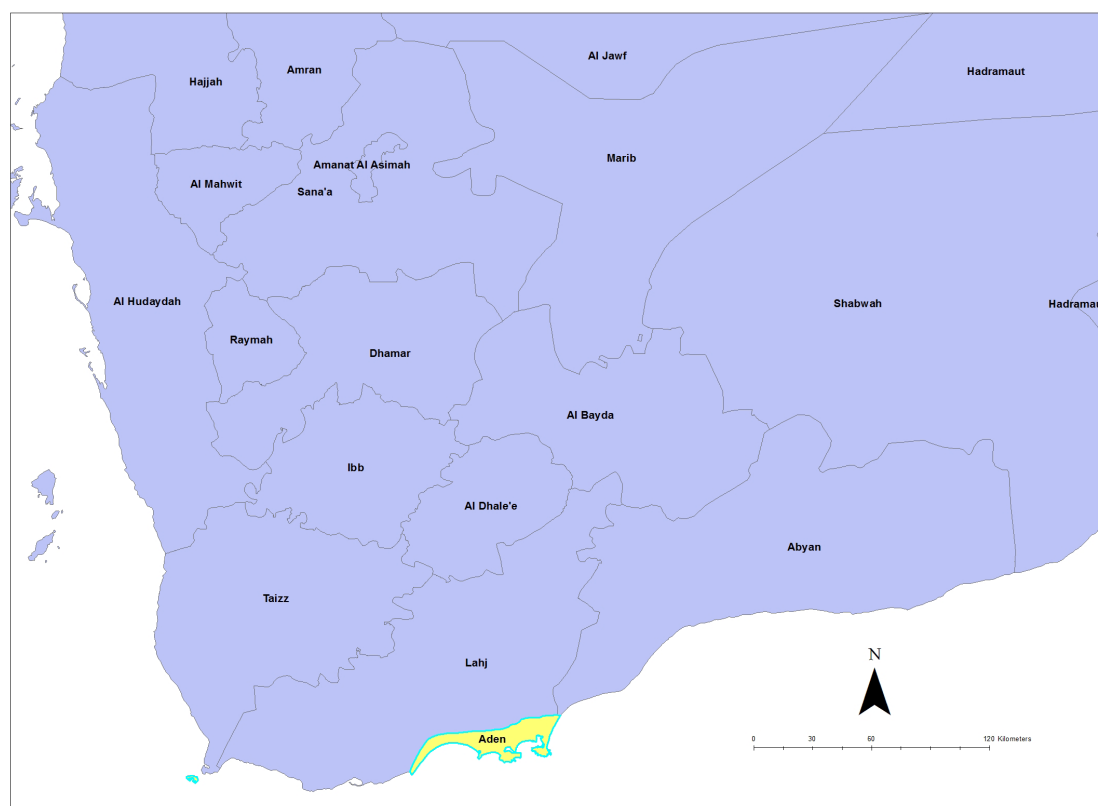 Al Jawf
Amran
Hadramaut
Hajjah
Marib
Amanat Al Asimah
Al Mahwit
Sana'a
Al Hudaydah
Shabwah
Hadramau
Raymah
Dhamar
Al Bayda
Ibb
Al Dhale'e
Abyan
Taizz
Lahj
N
Aden
0 30 60 120 Kilometers